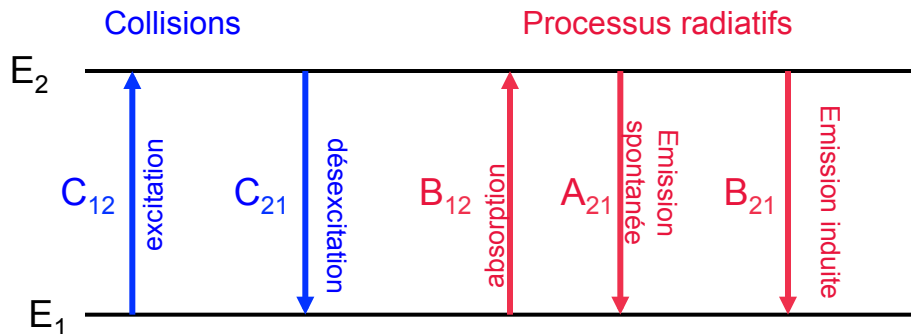 Collisions
Processus radiatifs
E2
C12
excitation
C21
désexcitation
B12
absorption
A21
Emission
spontanée
B21
Emission induite
E1